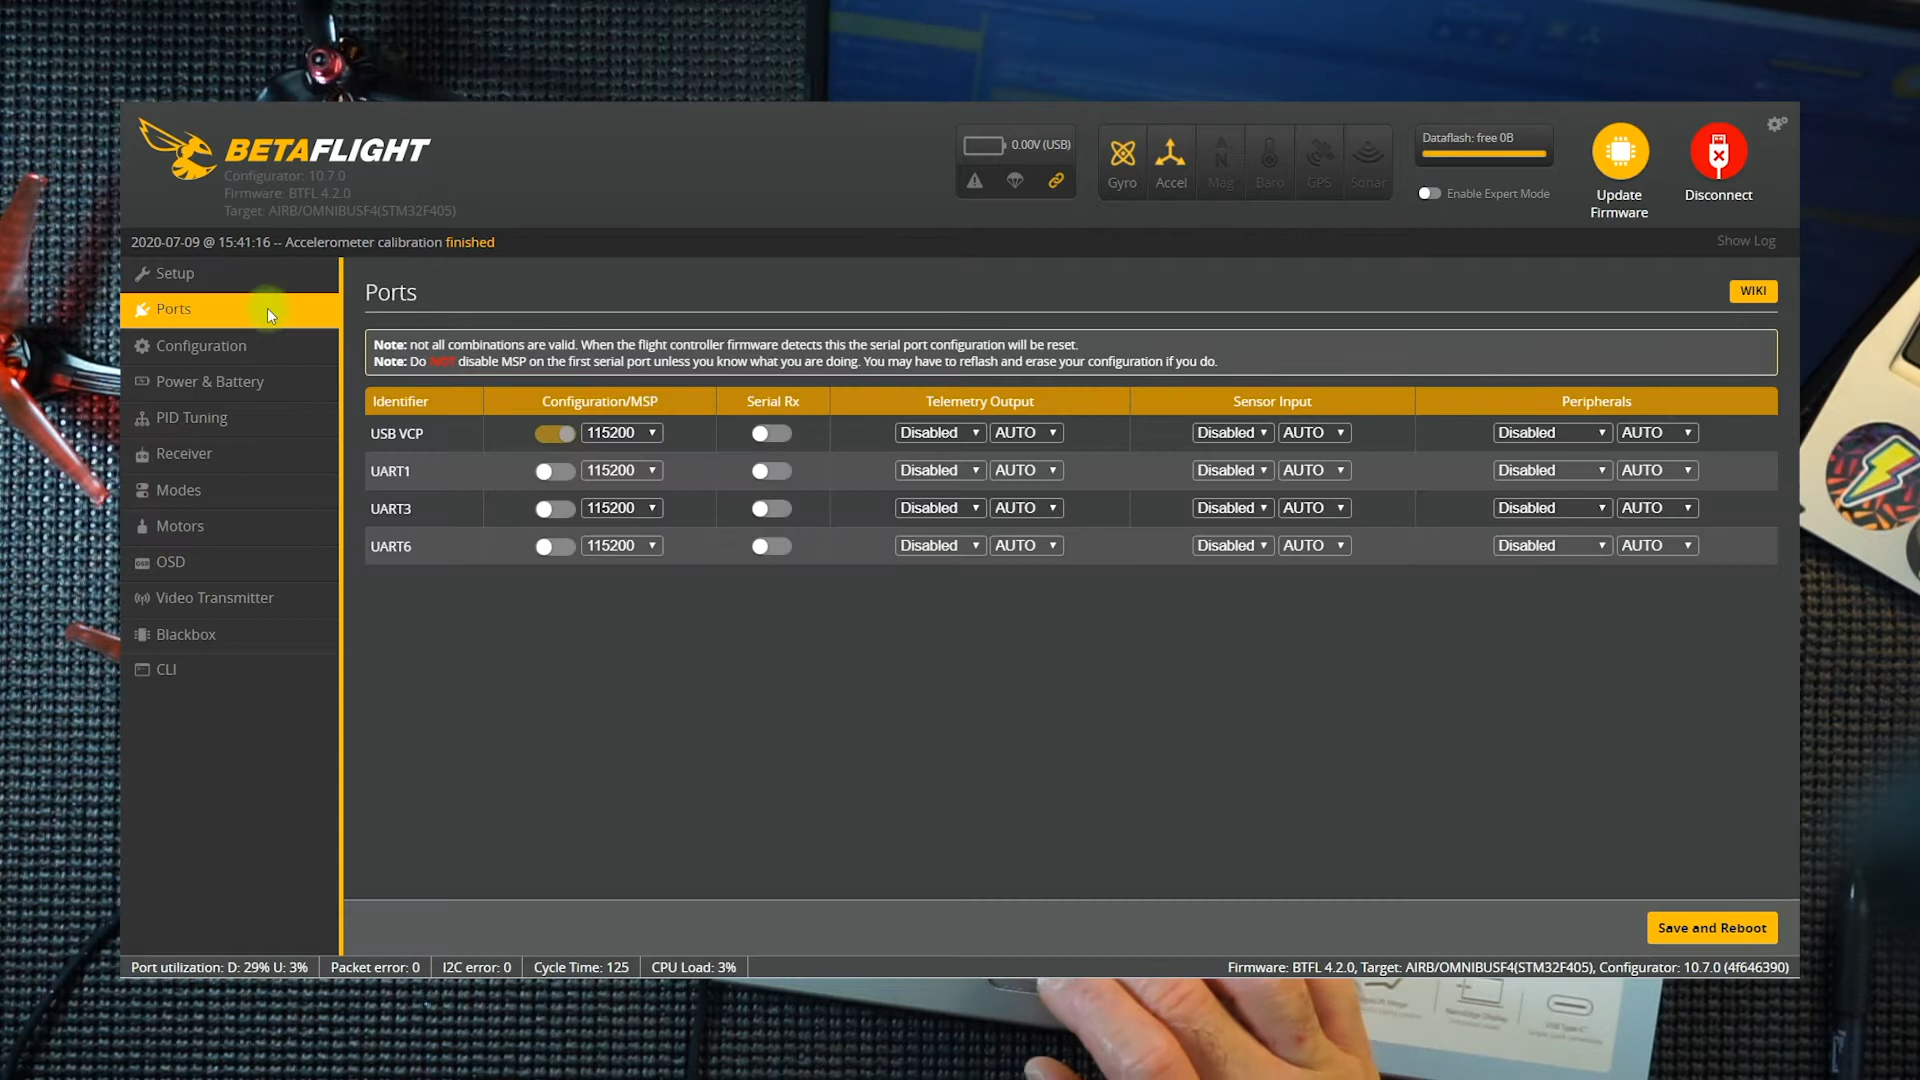 BETAFLIGHT
Configurator: 10.7.0
Firmware: BTFL 4.2.0
Target: AIRB/OMNIBUSF4(STM32F405)
0.00V (USB)
Gyro Accel Mag Baro GPS Sonar
Dataflash: free 0B
Enable Expert Mode
Update
Firmware
Disconnect
2020-07-09 @ 15:41:16 -- Accelerometer calibration finished
Show Log
Setup
Ports
Configuration
Power & Battery
PID Tuning
Receiver
Modes
Motors
OSD
Video Transmitter
Blackbox
CLI
Ports
WIKI
Note: not all combinations are valid. When the flight controller firmware detects this the serial port configuration will be reset.
Note: Do NOT disable MSP on the first serial port unless you know what you are doing. You may have to reflash and erase your configuration if you do.
Identifier Configuration/MSP Serial Rx Telemetry Output Sensor Input Peripherals
USB VCP 115200 Disabled AUTO Disabled AUTO Disabled AUTO
UART1 115200 Disabled AUTO Disabled AUTO Disabled AUTO
UART3 115200 Disabled AUTO Disabled AUTO Disabled AUTO
UART6 115200 Disabled AUTO Disabled AUTO Disabled AUTO
Save and Reboot
Port utilization: D: 29% U: 3% Packet error: 0 I2C error: 0 Cycle Time: 125 CPU Load: 3% Firmware: BTFL 4.2.0, Target: AIRB/OMNIBUSF4(STM32F405), Configurator: 10.7.0 (4f646390)